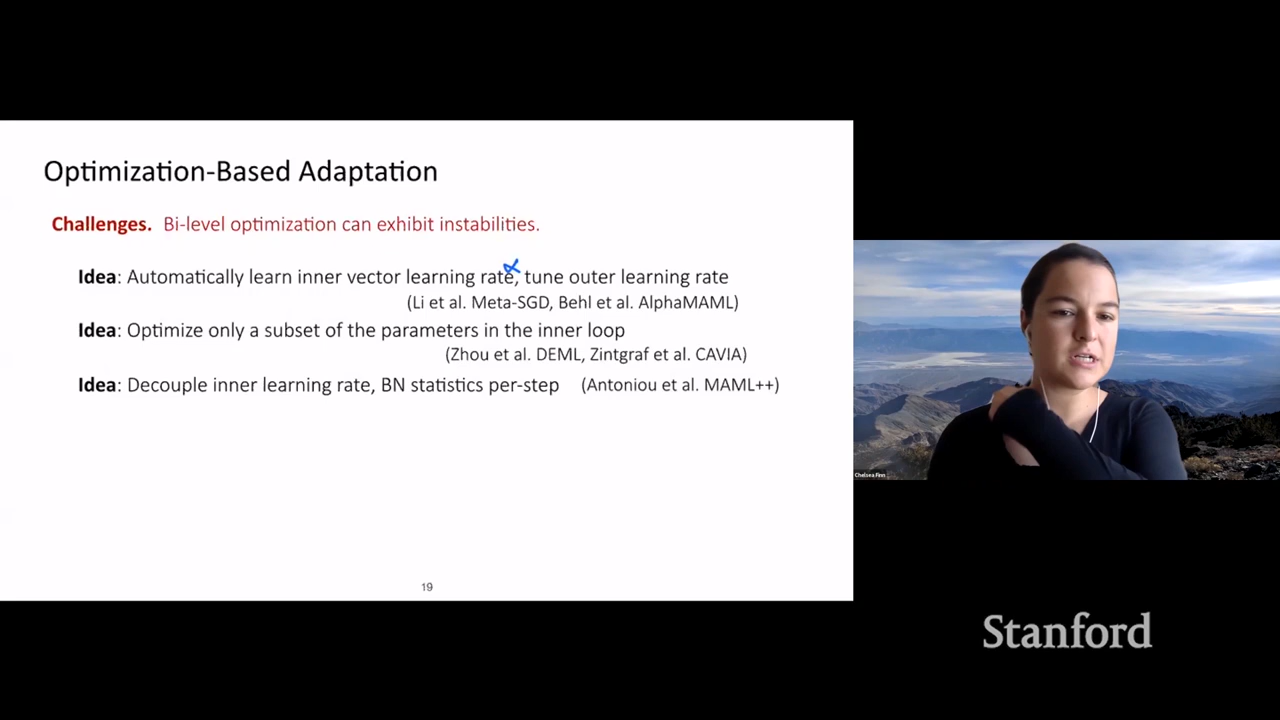 Optimization-Based Adaptation
Challenges. Bi-level optimization can exhibit instabilities.
Idea: Automatically learn inner vector learning rate, tune outer learning rate
α
(Li et al. Meta-SGD, Behl et al. AlphaMAML)
Idea: Optimize only a subset of the parameters in the inner loop
(Zhou et al. DEML, Zintgraf et al. CAVIA)
Idea: Decouple inner learning rate, BN statistics per-step (Antoniou et al. MAML++)
19
Chelsea Finn
Stanford